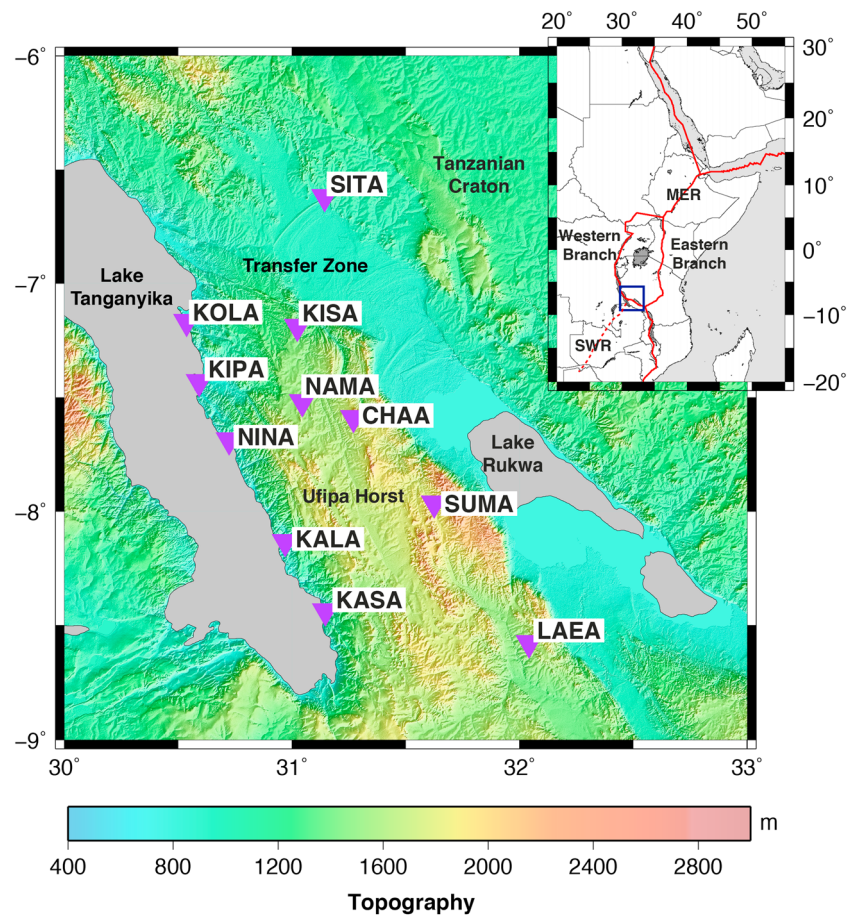 20° 30° 40° 50°
30°
20°
10°
0°
−10°
−20°
MER
Western
Branch
Eastern
Branch
SWR
−6°
−7°
−8°
−9°
Tanzanian
Craton
SITA
Transfer Zone
Lake
Tanganyika
KOLA
KISA
KIPA
NAMA
CHAA
NINA
Lake
Rukwa
Ufipa Horst
SUMA
KALA
KASA
LAEA
30° 31° 32° 33°
m
400 800 1200 1600 2000 2400 2800
Topography